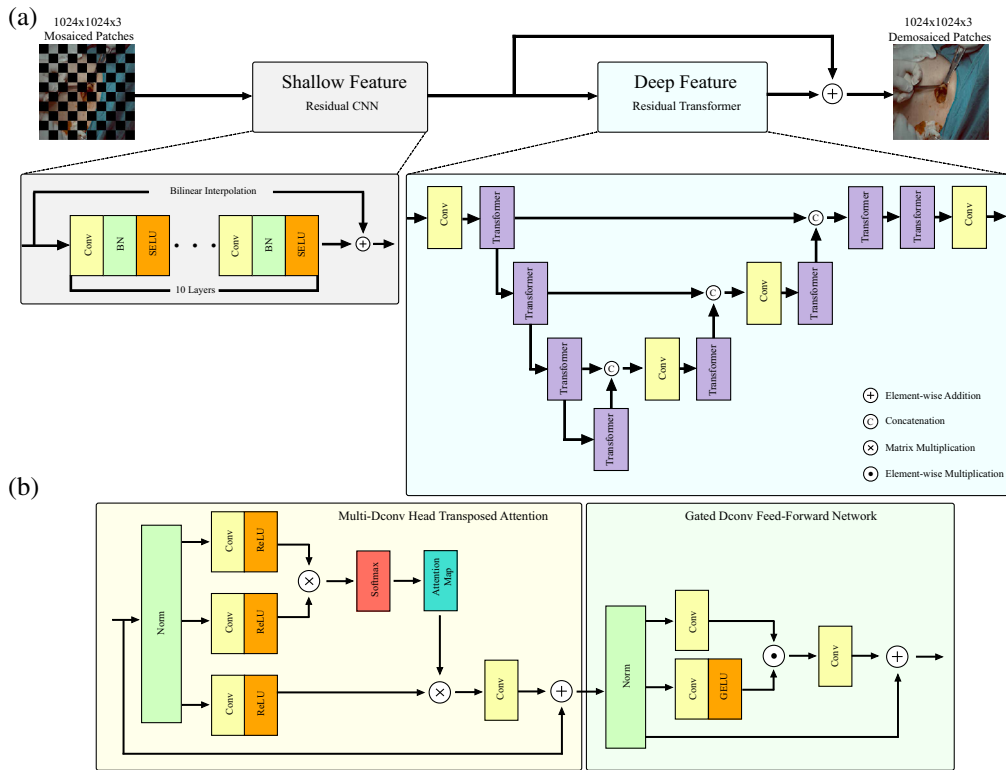 (a)
1024x1024x3
Mosaiced Patches
1024x1024x3
Demosaiced Patches
Shallow Feature
Residual CNN
Deep Feature
Residual Transformer
+
Bilinear Interpolation
Conv
BN
SELU
. . .
Conv
BN
SELU
+
10 Layers
Conv
Transformer
C
Transformer
Transformer
Conv
Transformer
C
Conv
Transformer
Transformer
C
Conv
Transformer
Transformer
+ Element-wise Addition
C Concatenation
× Matrix Multiplication
• Element-wise Multiplication
(b)
Multi-Dconv Head Transposed Attention
Norm
Conv
ReLU
Conv
ReLU
Conv
ReLU
×
Softmax
Attention
Map
×
Conv
+
Gated Dconv Feed-Forward Network
Norm
Conv
Conv
GELU
•
Conv
+